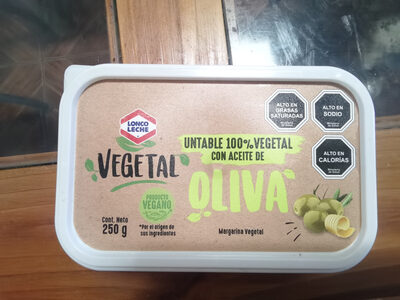 LONCO
LECHE
VEGETAL
UNTABLE 100% VEGETAL
CON ACEITE DE
OLIVA
ALTO EN
GRASAS
SATURADAS
ALTO EN
SODIO
ALTO EN
CALORÍAS
PRODUCTO
VEGANO
*Por el origen de
sus ingredientes
Cont. Neto
250 g
Margarina Vegetal